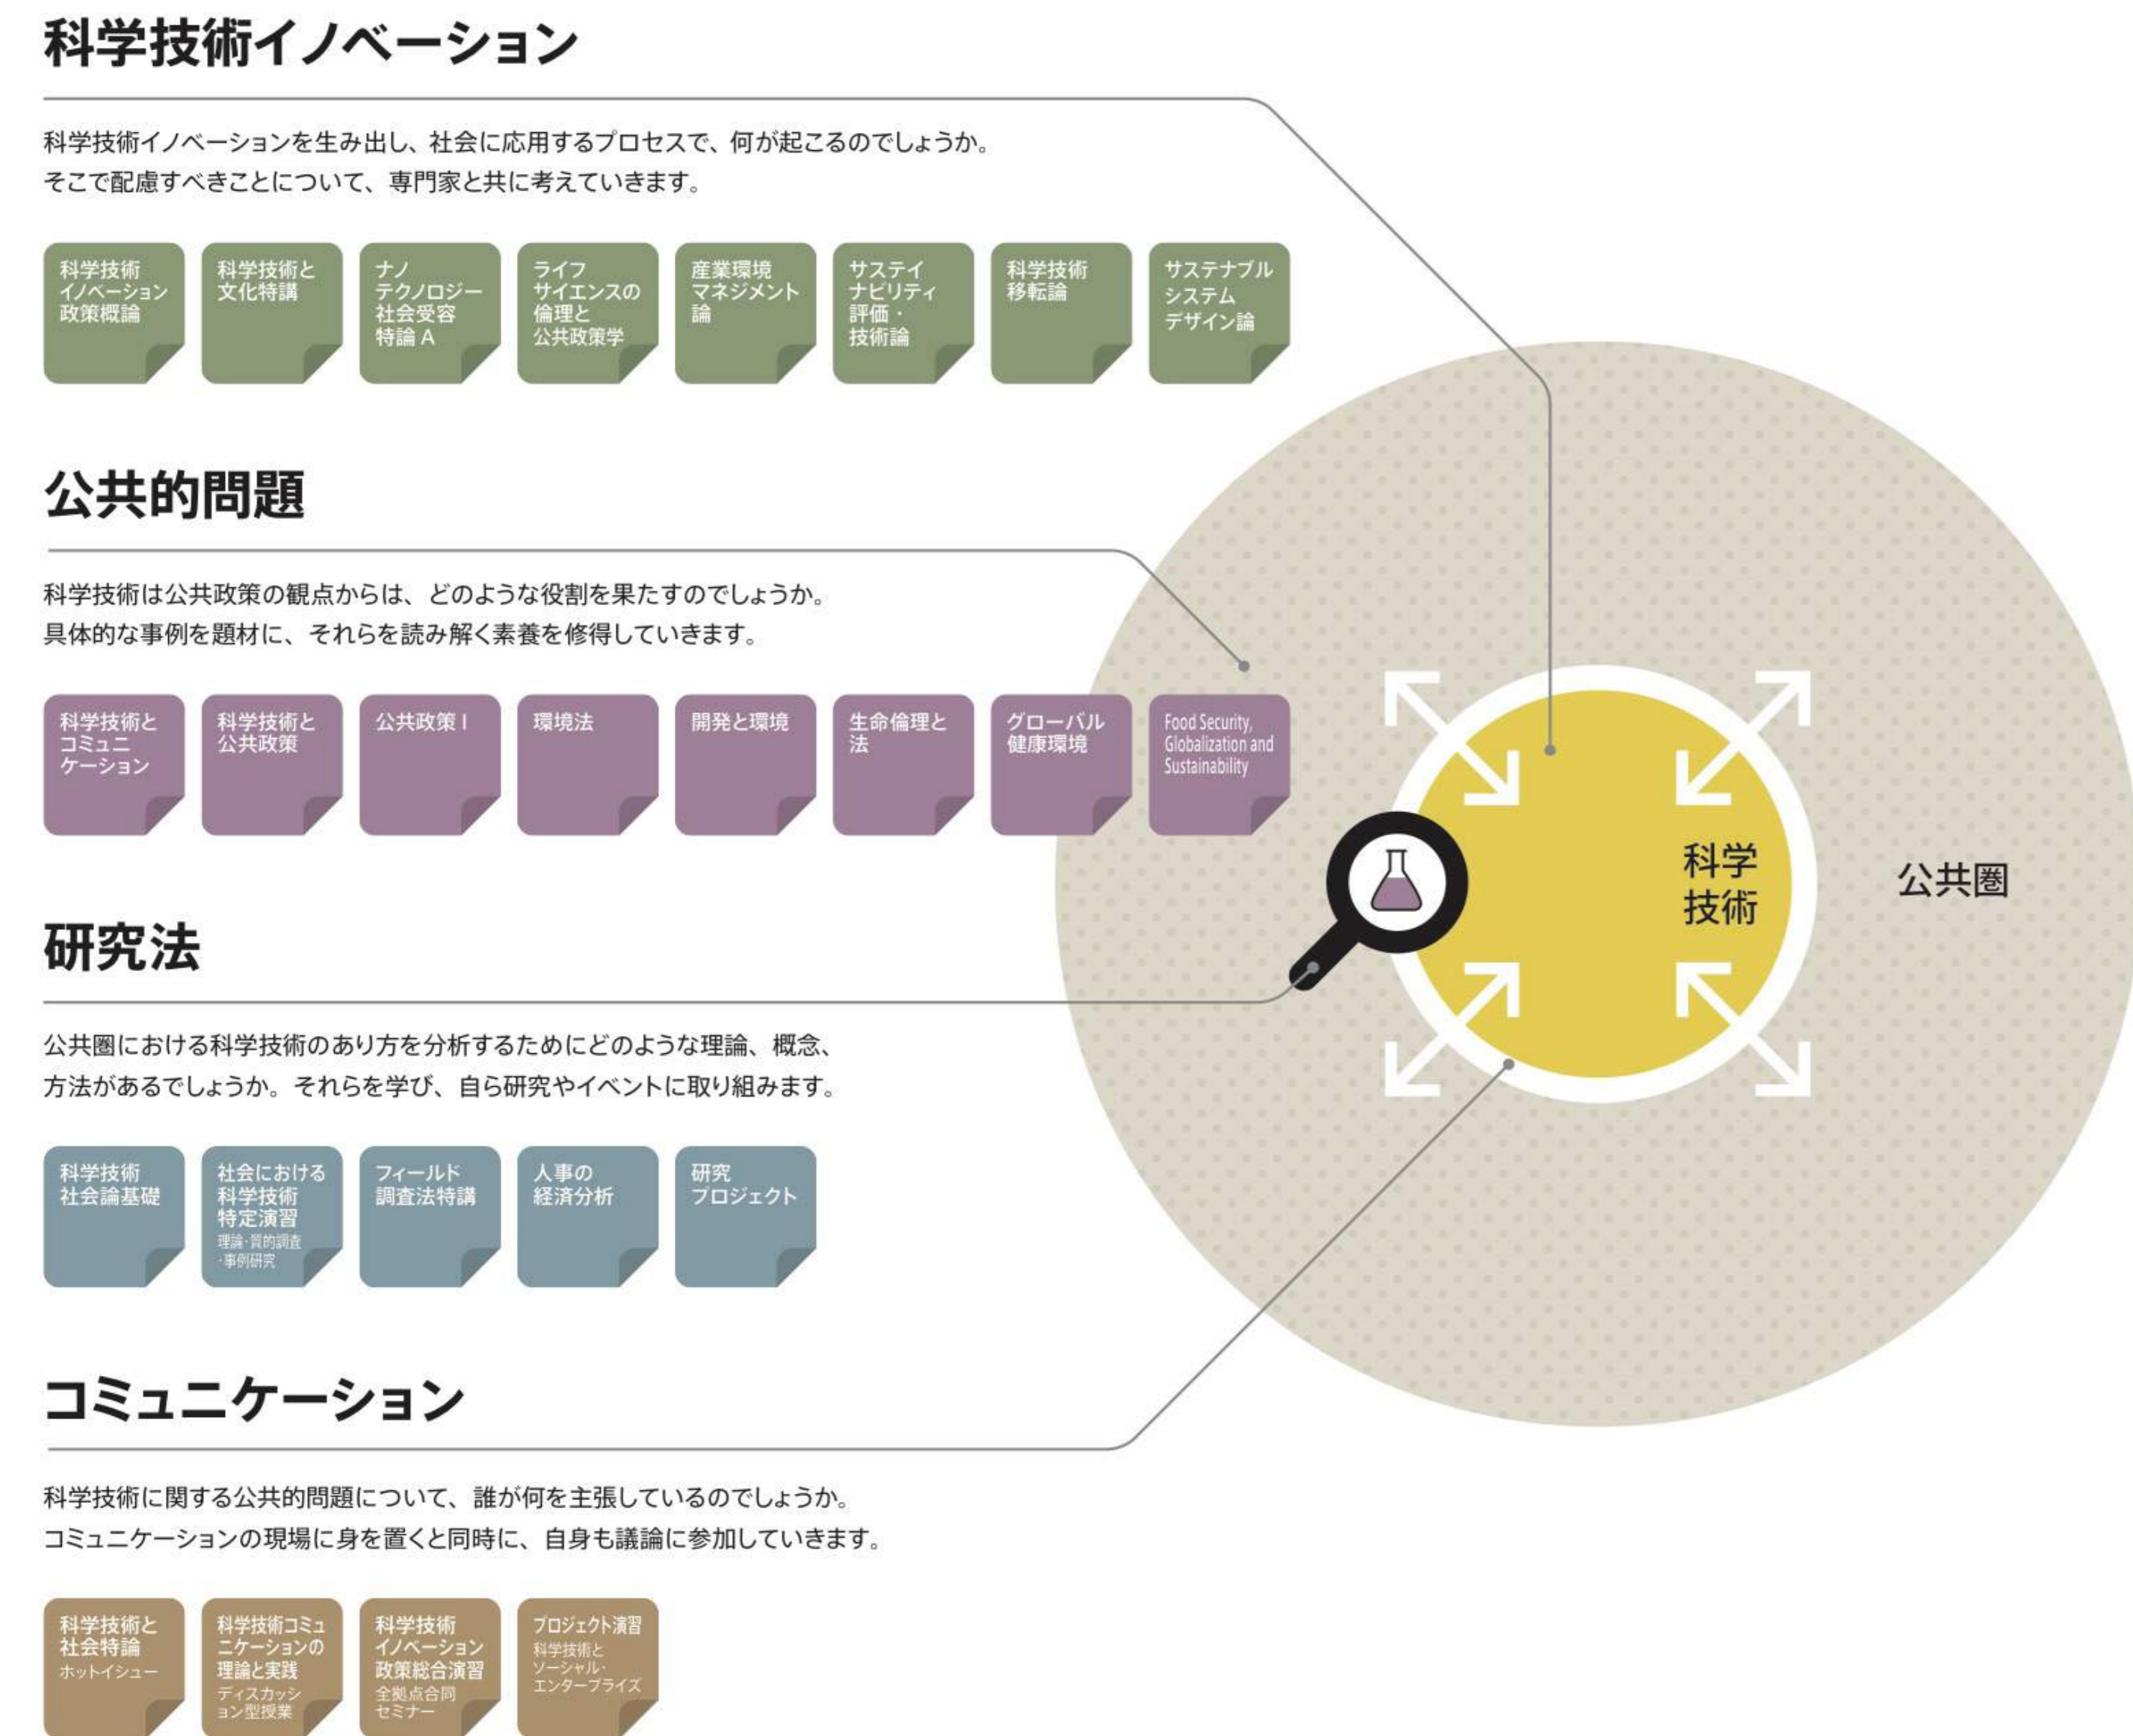 科学技術イノベーション
科学技術イノベーションを生み出し、社会に応用するプロセスで、何が起こるのでしょうか。
そこで配慮すべきことについて、専門家と共に考えていきます。
科学技術
イノベーション
政策概論
科学技術と
文化特講
ナノ
テクノロジー
社会受容
特論 A
ライフ
サイエンスの
倫理と
公共政策学
産業環境
マネジメント
論
サステイ
ナビリティ
評価・
技術論
科学技術
移転論
サステナブル
システム
デザイン論
公共的問題
科学技術は公共政策の観点からは、どのような役割を果たすのでしょうか。
具体的な事例を題材に、それらを読み解く素養を修得していきます。
科学技術と
コミュニ
ケーション
科学技術と
公共政策
公共政策 I
環境法
開発と環境
生命倫理と
法
グローバル
健康環境
Food Security,
Globalization and
Sustainability
科学
技術
公共圏
研究法
公共圏における科学技術のあり方を分析するためにどのような理論、概念、
方法があるでしょうか。それらを学び、自ら研究やイベントに取り組みます。
科学技術
社会論基礎
社会における
科学技術
特定演習
理論・質的調査
・事例研究
フィールド
調査法特講
人事の
経済分析
研究
プロジェクト
コミュニケーション
科学技術に関する公共的問題について、誰が何を主張しているのでしょうか。
コミュニケーションの現場に身を置くと同時に、自身も議論に参加していきます。
科学技術と
社会特論
ホットイシュー
科学技術コミュ
ニケーションの
理論と実践
ディスカッシ
ョン型授業
科学技術
イノベーション
政策総合演習
全拠点合同
セミナー
プロジェクト演習
科学技術と
ソーシャル・
エンタープライズ